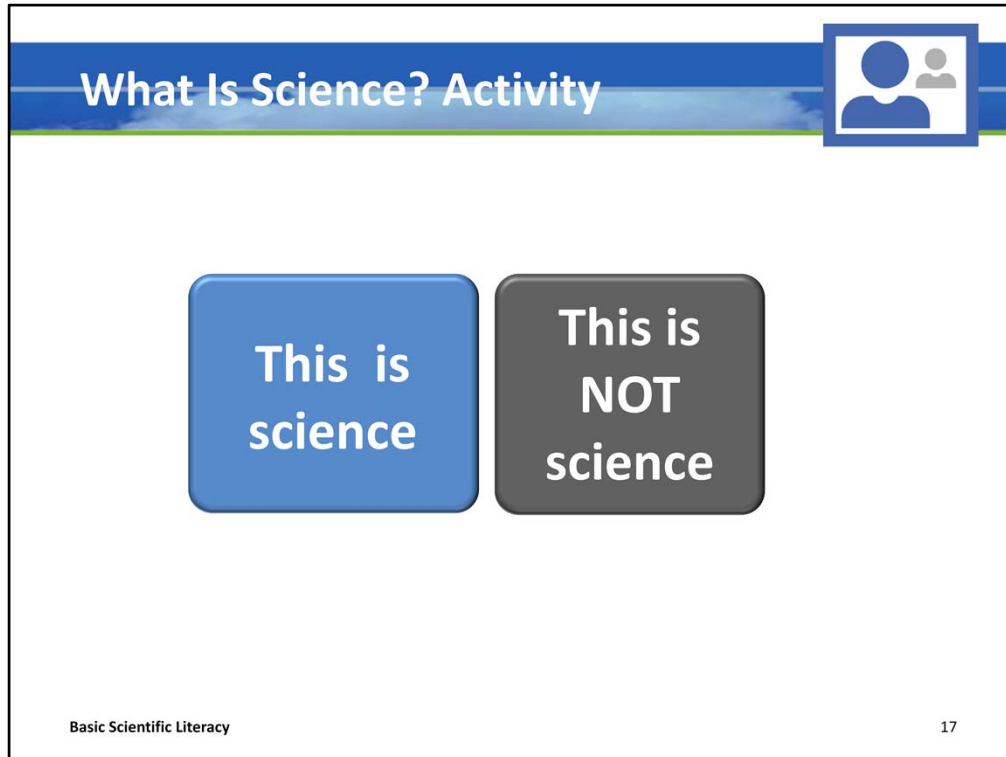 What Is Science? Activity
This is
science
This is
NOT
science
Basic Scientific Literacy
17